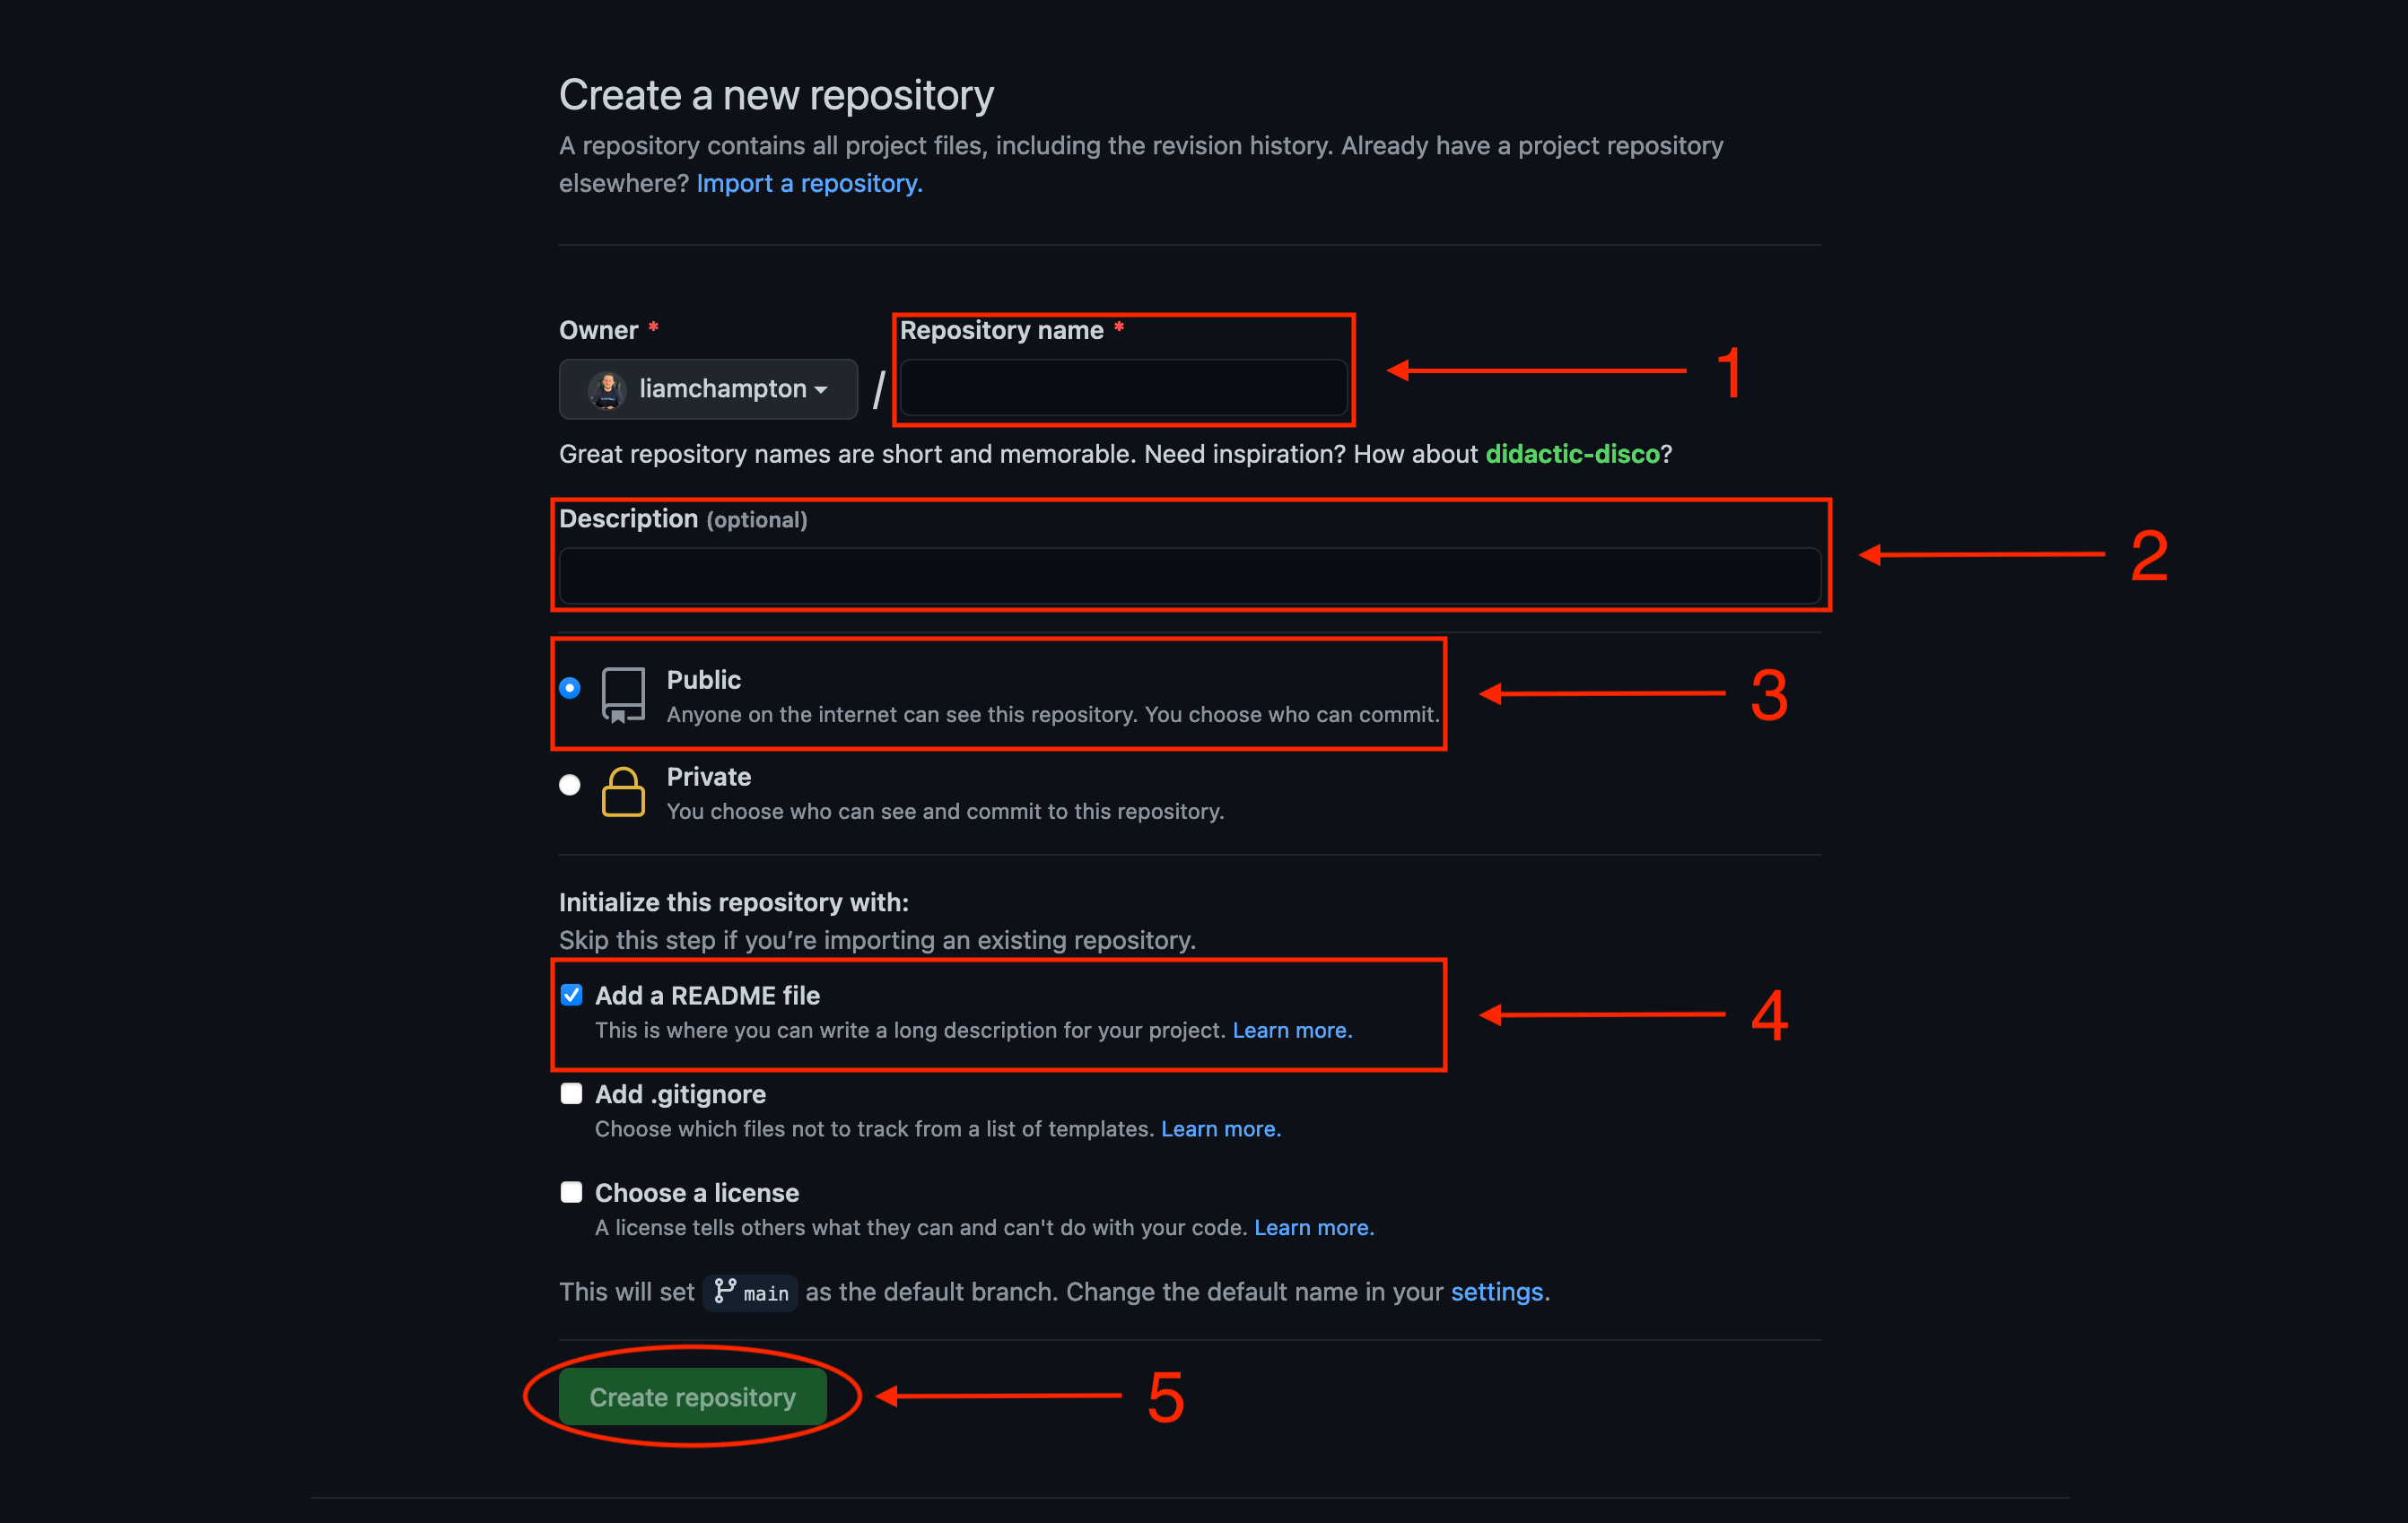 Create a new repository
A repository contains all project files, including the revision history. Already have a project repository
elsewhere? Import a repository.
Owner *
Repository name *
liamchampton
/
1
Great repository names are short and memorable. Need inspiration? How about didactic-disco?
Description (optional)
2
Public
Anyone on the internet can see this repository. You choose who can commit.
3
Private
You choose who can see and commit to this repository.
Initialize this repository with:
Skip this step if you’re importing an existing repository.
Add a README file
This is where you can write a long description for your project. Learn more.
4
Add .gitignore
Choose which files not to track from a list of templates. Learn more.
Choose a license
A license tells others what they can and can't do with your code. Learn more.
This will set main as the default branch. Change the default name in your settings.
Create repository
5